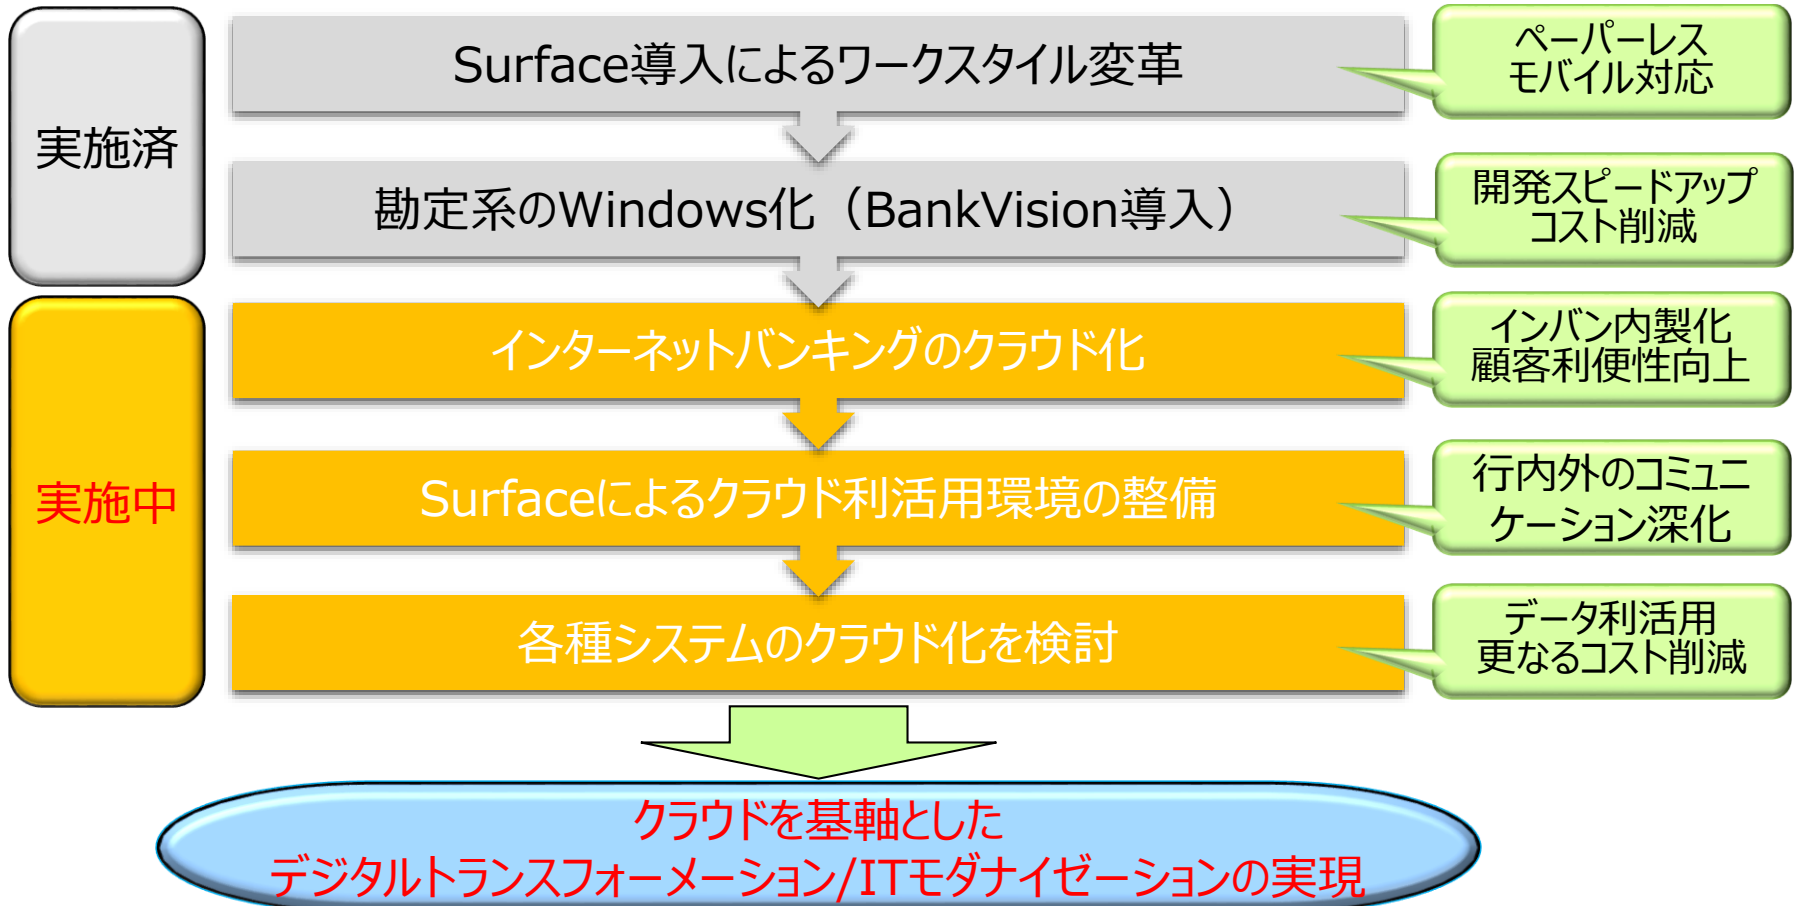 実施済
Surface導入によるワークスタイル変革
ペーパーレス
モバイル対応
勘定系のWindows化（BankVision導入）
開発スピードアップ
コスト削減
実施中
インターネットバンキングのクラウド化
インバン内製化
顧客利便性向上
Surfaceによるクラウド利活用環境の整備
行内外のコミュニ
ケーション深化
各種システムのクラウド化を検討
データ利活用
更なるコスト削減
クラウドを基軸とした
デジタルトランスフォーメーション/ITモダナイゼーションの実現